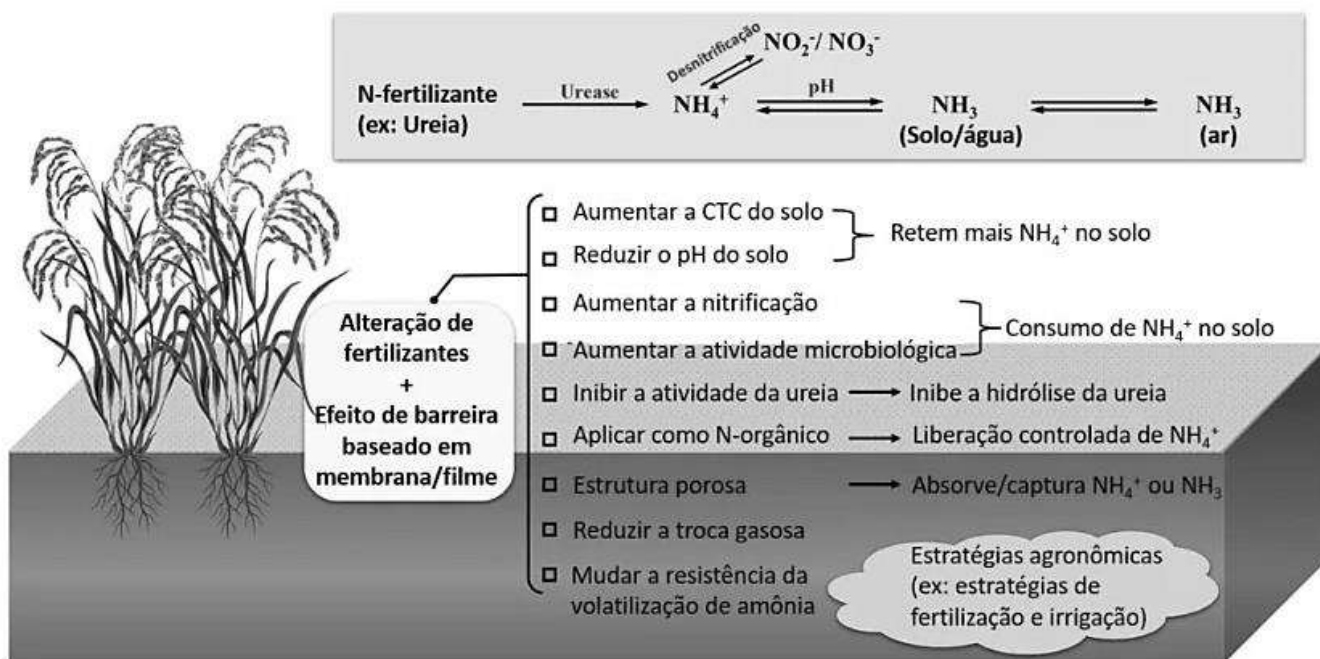 Desnitrificação
NO₂⁻/ NO₃⁻
N-fertilizante
(ex: Ureia)
Urease
NH₄⁺
pH
NH₃
(Solo/água)
NH₃
(ar)
Alteração de
fertilizantes
+
Efeito de barreira
baseado em
membrana/filme
Aumentar a CTC do solo
Reduzir o pH do solo
Retem mais NH₄⁺ no solo
Aumentar a nitrificação
Aumentar a atividade microbiológica
Consumo de NH₄⁺ no solo
Inibir a atividade da ureia
Inibe a hidrólise da ureia
Aplicar como N-orgânico
Liberação controlada de NH₄⁺
Estrutura porosa
Absorve/captura NH₄⁺ ou NH₃
Reduzir a troca gasosa
Mudar a resistência da
volatilização de amônia
Estratégias agronômicas
(ex: estratégias de
fertilização e irrigação)